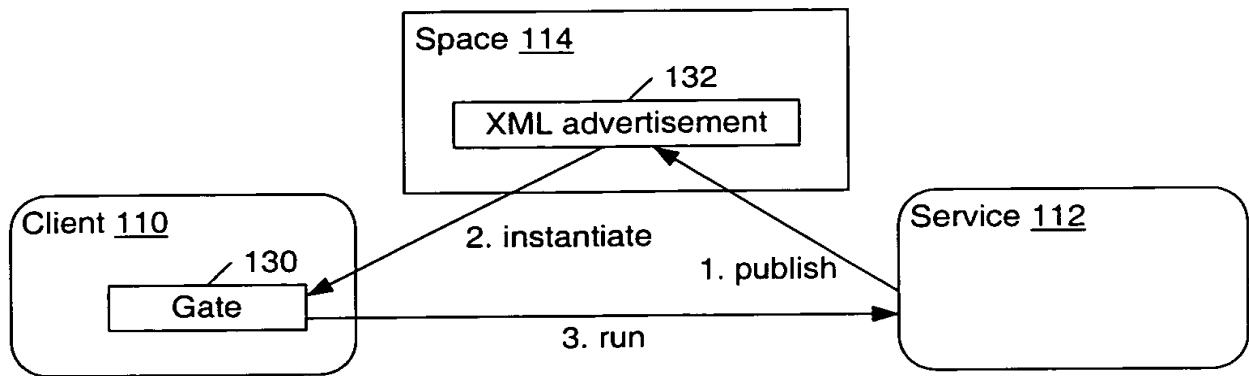 Space 114
132
XML advertisement
Client 110
130
Gate
2. instantiate
1. publish
Service 112
3. run